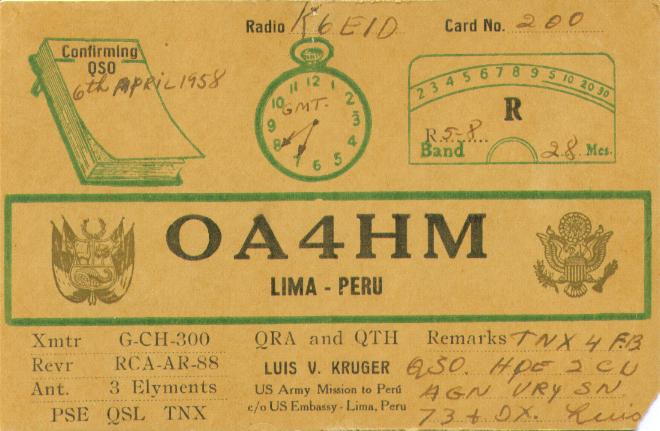 Radio K6EID Card No. 200
Confirming
QSO
6th APRIL 1958
12
11 1
10 2
9 3
8 4
7 6 5
GMT.
2 3 4 5 6 7 8 9 5 10 20 30
R
R 5-8
Band 28 Mcs.
OA4HM
LIMA - PERU
Xmtr G-CH-300
Revr RCA-AR-88
Ant. 3 Elyments
PSE QSL TNX
QRA and QTH
LUIS V. KRUGER
US Army Mission to Perú
c/o US Embassy - Lima, Peru
Remarks TNX 4 F.B
QSO. HPE 2 CU
AGN VRY SN
73 + DX. Luis